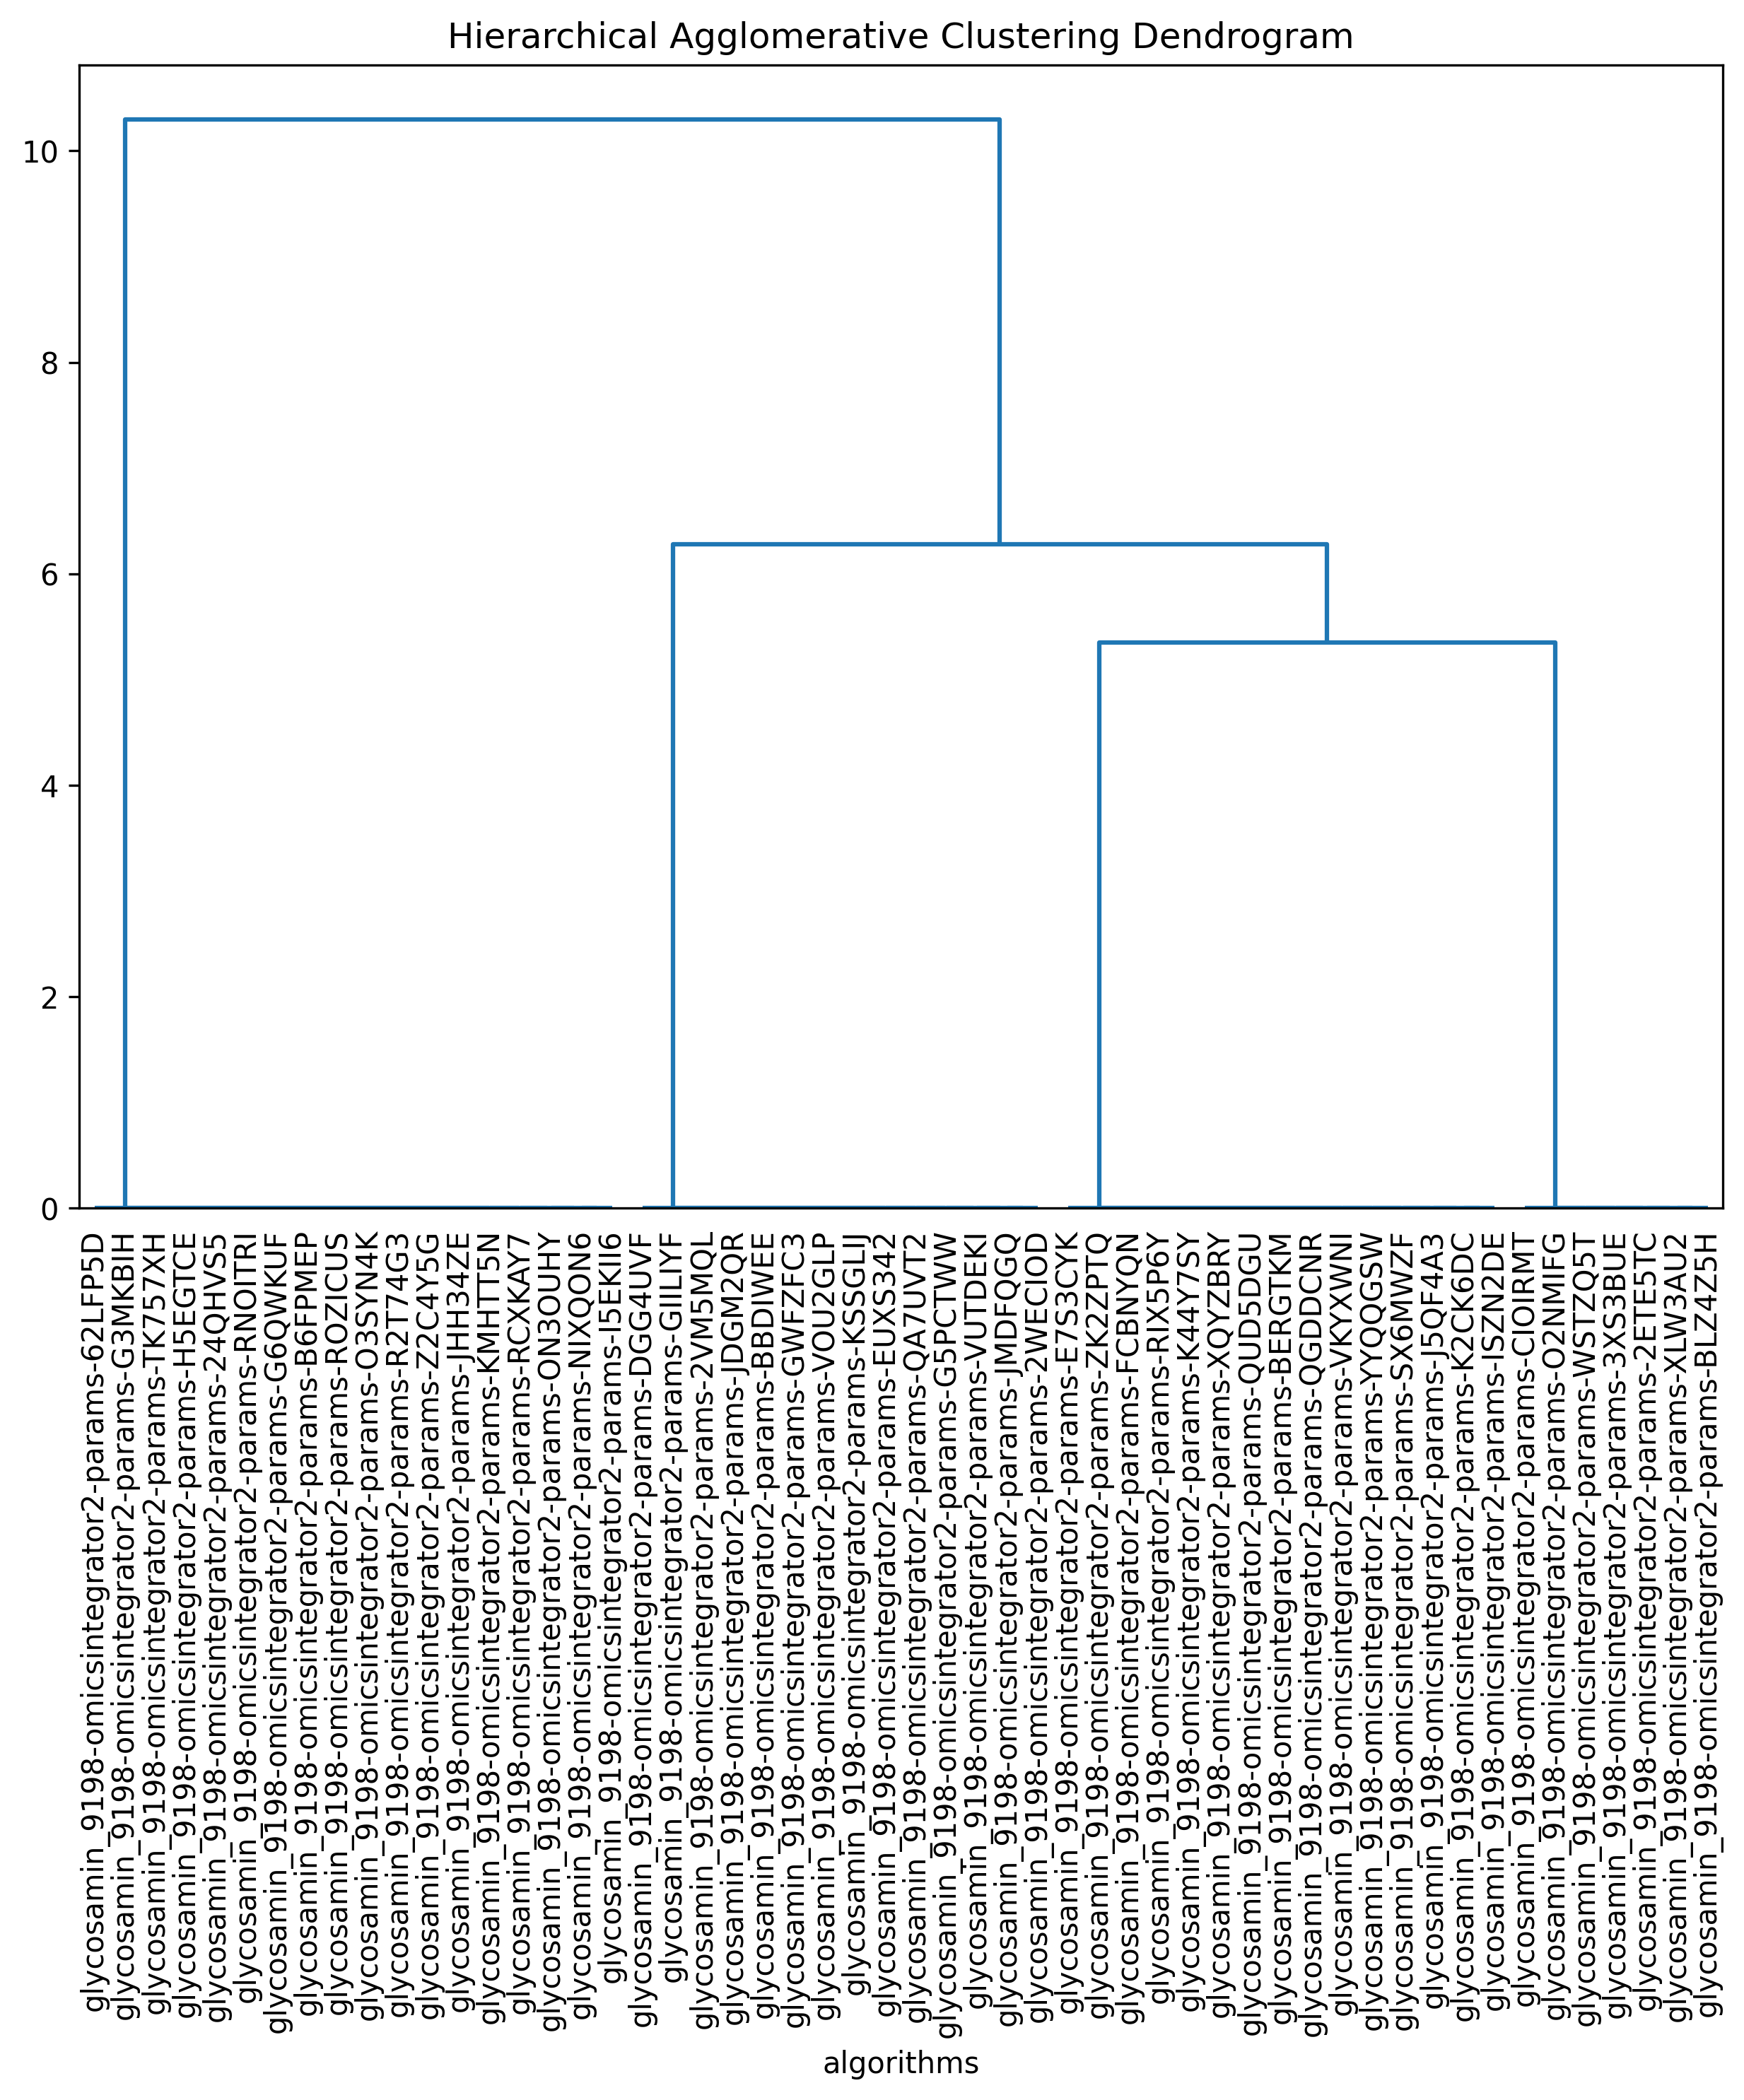 Hierarchical Agglomerative Clustering Dendrogram
10
8
6
4
2
0
glycosamin_9198-omicsintegrator2-params-62LFP5D
glycosamin_9198-omicsintegrator2-params-G3MKBIH
glycosamin_9198-omicsintegrator2-params-TK757XH
glycosamin_9198-omicsintegrator2-params-H5EGTCE
glycosamin_9198-omicsintegrator2-params-24QHVS5
glycosamin_9198-omicsintegrator2-params-RNOITRI
glycosamin_9198-omicsintegrator2-params-G6QWKUF
glycosamin_9198-omicsintegrator2-params-B6FPMEP
glycosamin_9198-omicsintegrator2-params-ROZICUS
glycosamin_9198-omicsintegrator2-params-O3SYN4K
glycosamin_9198-omicsintegrator2-params-R2T74G3
glycosamin_9198-omicsintegrator2-params-Z2C4Y5G
glycosamin_9198-omicsintegrator2-params-JHH34ZE
glycosamin_9198-omicsintegrator2-params-KMHTT5N
glycosamin_9198-omicsintegrator2-params-RCXKAY7
glycosamin_9198-omicsintegrator2-params-ON3OUHY
glycosamin_9198-omicsintegrator2-params-NIXQON6
glycosamin_9198-omicsintegrator2-params-I5EKII6
glycosamin_9198-omicsintegrator2-params-DGG4UVF
glycosamin_9198-omicsintegrator2-params-GIILIYF
glycosamin_9198-omicsintegrator2-params-2VM5MQL
glycosamin_9198-omicsintegrator2-params-JDGM2QR
glycosamin_9198-omicsintegrator2-params-BBDIWEE
glycosamin_9198-omicsintegrator2-params-GWFZFC3
glycosamin_9198-omicsintegrator2-params-VOU2GLP
glycosamin_9198-omicsintegrator2-params-KSSGLIJ
glycosamin_9198-omicsintegrator2-params-EUXS342
glycosamin_9198-omicsintegrator2-params-QA7UVT2
glycosamin_9198-omicsintegrator2-params-G5PCTWW
glycosamin_9198-omicsintegrator2-params-VUTDEKI
glycosamin_9198-omicsintegrator2-params-JMDFQGQ
glycosamin_9198-omicsintegrator2-params-2WECIOD
glycosamin_9198-omicsintegrator2-params-E7S3CYK
glycosamin_9198-omicsintegrator2-params-ZK2ZPTQ
glycosamin_9198-omicsintegrator2-params-FCBNYQN
glycosamin_9198-omicsintegrator2-params-RIX5P6Y
glycosamin_9198-omicsintegrator2-params-K44Y7SY
glycosamin_9198-omicsintegrator2-params-XQYZBRY
glycosamin_9198-omicsintegrator2-params-QUD5DGU
glycosamin_9198-omicsintegrator2-params-BERGTKM
glycosamin_9198-omicsintegrator2-params-QGDDCNR
glycosamin_9198-omicsintegrator2-params-VKYXWNI
glycosamin_9198-omicsintegrator2-params-YYQQGSW
glycosamin_9198-omicsintegrator2-params-SX6MWZF
glycosamin_9198-omicsintegrator2-params-J5QF4A3
glycosamin_9198-omicsintegrator2-params-K2CK6DC
glycosamin_9198-omicsintegrator2-params-ISZN2DE
glycosamin_9198-omicsintegrator2-params-CIOIRMT
glycosamin_9198-omicsintegrator2-params-O2NMIFG
glycosamin_9198-omicsintegrator2-params-WSTZQ5T
glycosamin_9198-omicsintegrator2-params-3XS3BUE
glycosamin_9198-omicsintegrator2-params-2ETE5TC
glycosamin_9198-omicsintegrator2-params-XLW3AU2
glycosamin_9198-omicsintegrator2-params-BLZ4Z5H
algorithms